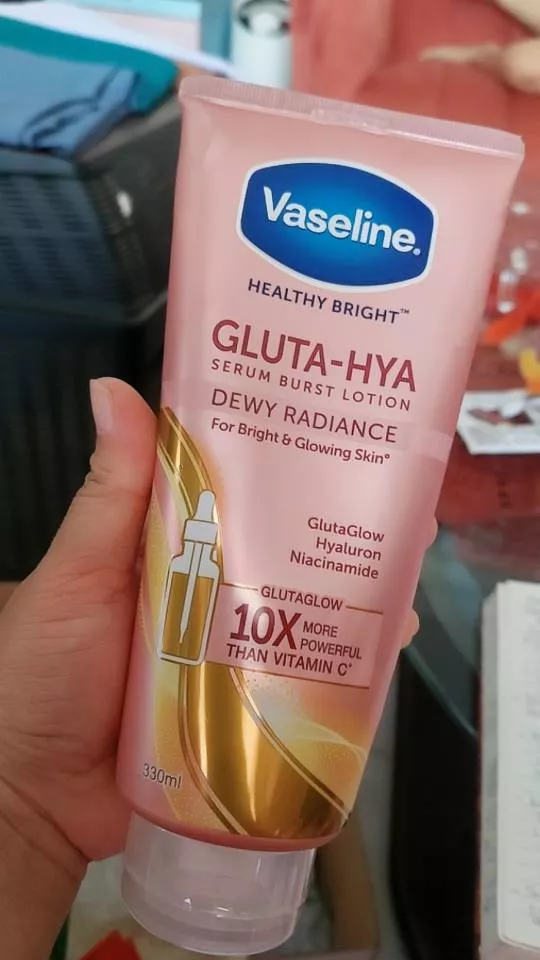 Vaseline®
HEALTHY BRIGHT™
GLUTA-HYA
SERUM BURST LOTION
DEWY RADIANCE
For Bright & Glowing Skin°
GlutaGlow
Hyaluron
Niacinamide
GLUTAGLOW
10X MORE
POWERFUL
THAN VITAMIN C*
330ml